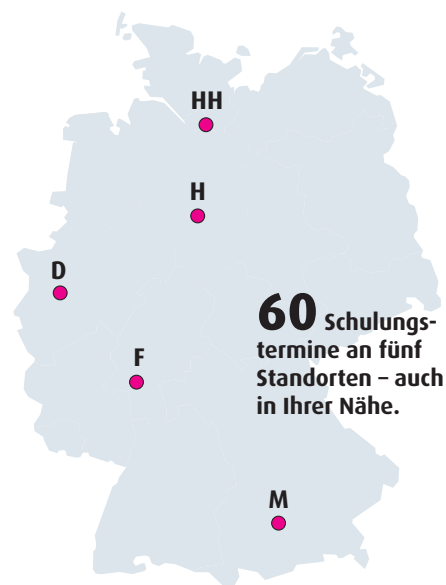 HH
H
D
60 Schulungs-
termine an fünf
Standorten – auch
in Ihrer Nähe.
F
M